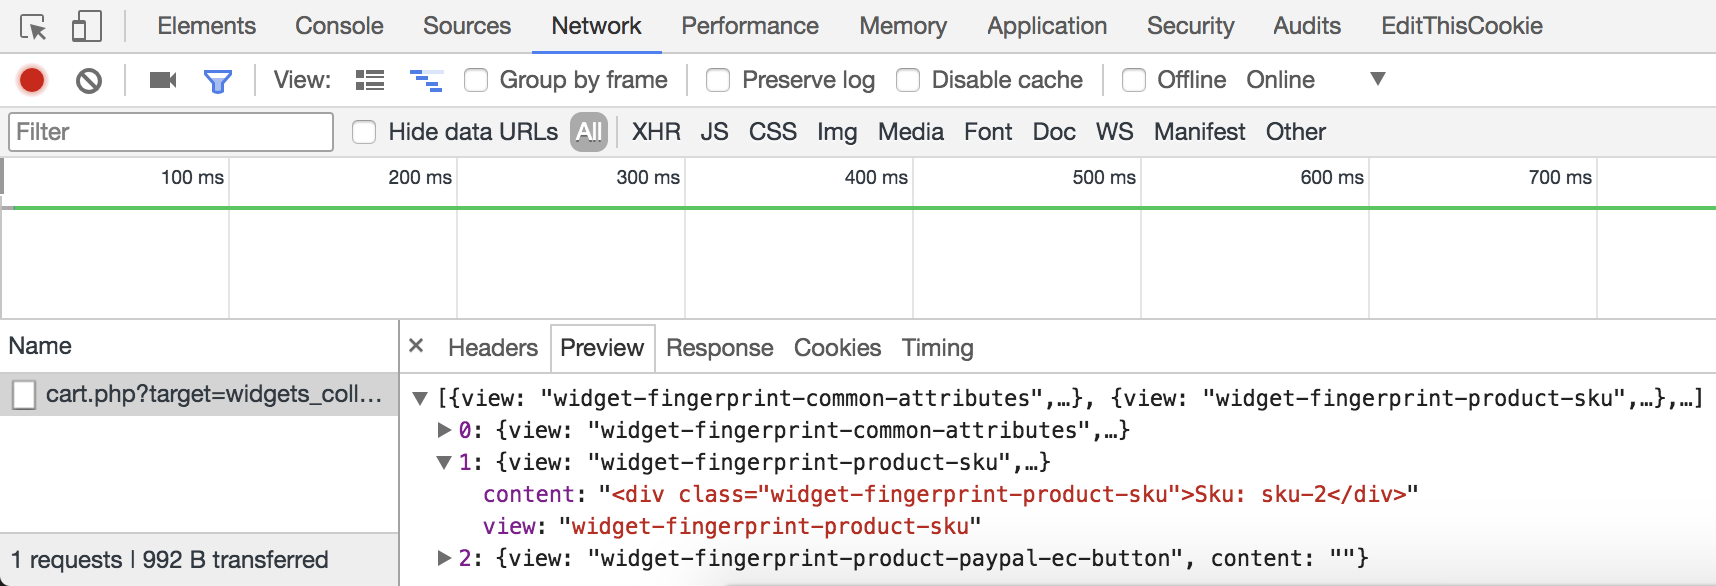 Elements Console Sources Network Performance Memory Application Security Audits EditThisCookie
View: Group by frame Preserve log Disable cache Offline Online
Filter Hide data URLs All XHR JS CSS Img Media Font Doc WS Manifest Other
100 ms 200 ms 300 ms 400 ms 500 ms 600 ms 700 ms
Name × Headers Preview Response Cookies Timing
cart.php?target=widgets_coll… [{view: "widget-fingerprint-common-attributes",…}, {view: "widget-fingerprint-product-sku",…},…]
0: {view: "widget-fingerprint-common-attributes",…}
1: {view: "widget-fingerprint-product-sku",…}
content: "<div class="widget-fingerprint-product-sku">Sku: sku-2</div>"
view: "widget-fingerprint-product-sku"
2: {view: "widget-fingerprint-product-paypal-ec-button", content: ""}
1 requests | 992 B transferred